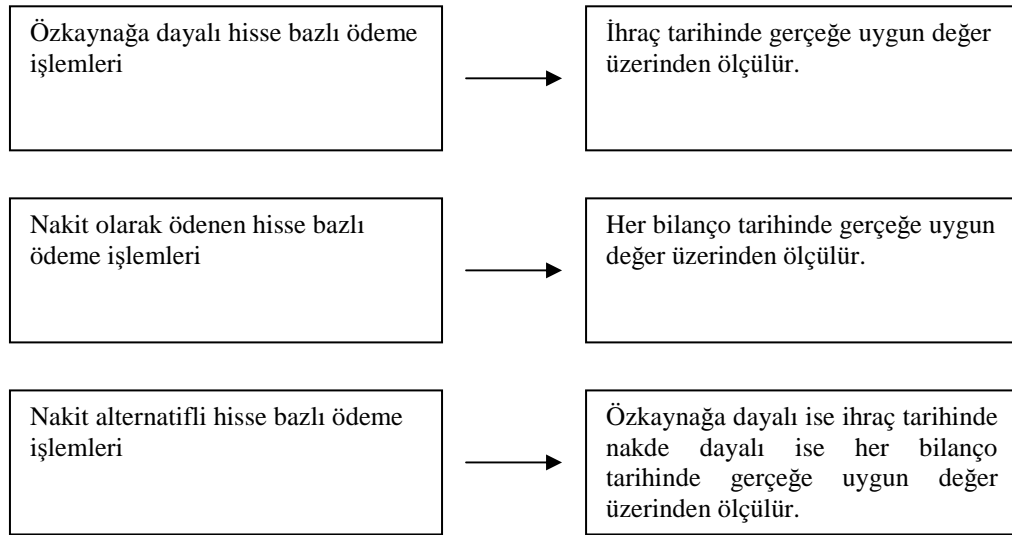 Özkaynağa dayalı hisse bazlı ödeme
işlemleri
İhraç tarihinde gerçeğe uygun değer
üzerinden ölçülür.
Nakit olarak ödenen hisse bazlı
ödeme işlemleri
Her bilanço tarihinde gerçeğe uygun
değer üzerinden ölçülür.
Nakit alternatifli hisse bazlı ödeme
işlemleri
Özkaynağa dayalı ise ihraç tarihinde
nakde dayalı ise her bilanço
tarihinde gerçeğe uygun değer
üzerinden ölçülür.